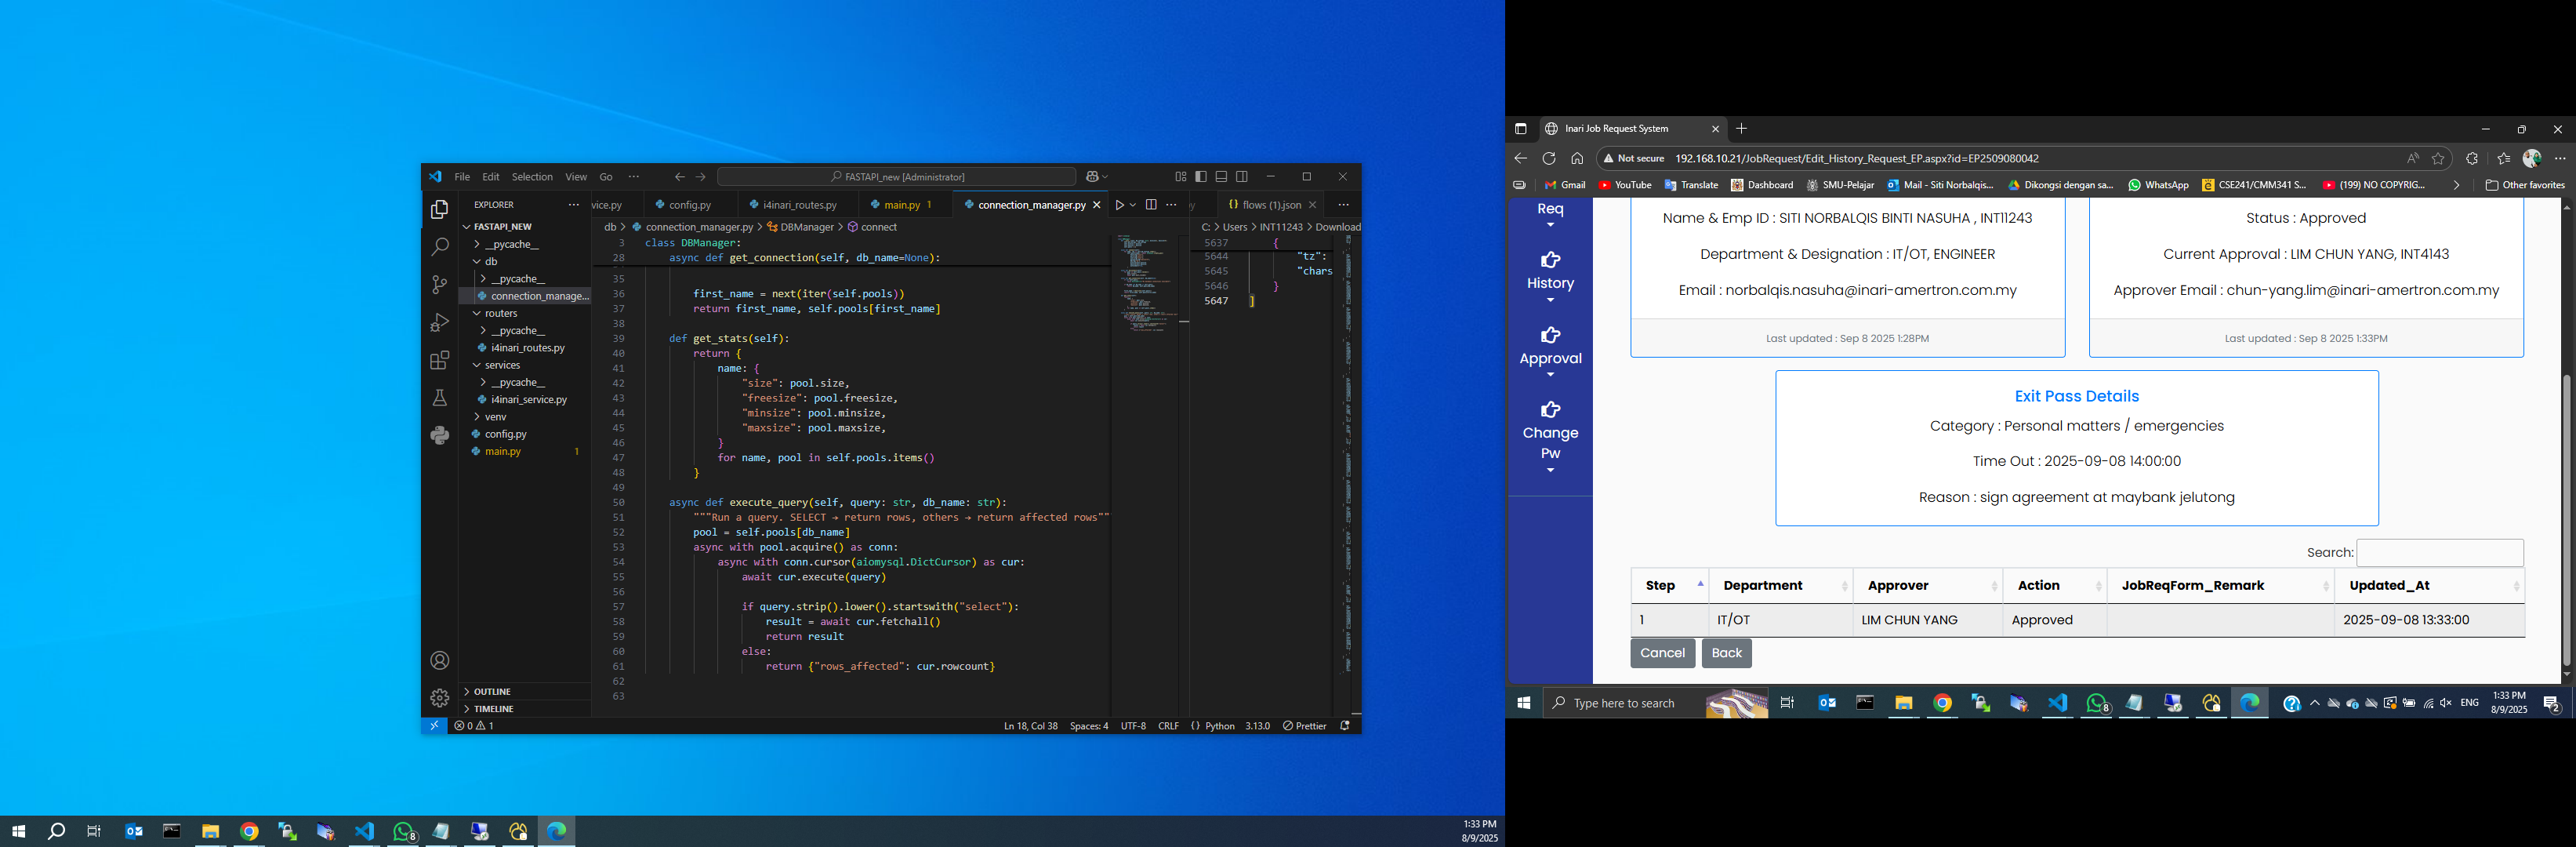 File Edit Selection View Go ···
FASTAPI_new [Administrator]
EXPLORER
FASTAPI_NEW
__pycache__
db
__pycache__
connection_manage...
routers
__pycache__
i4inari_routes.py
services
__pycache__
i4inari_service.py
venv
config.py
main.py 1
OUTLINE
TIMELINE
vice.py config.py i4inari_routes.py main.py 1 connection_manager.py
db > connection_manager.py > DBManager > connect
3 class DBManager:
28 async def get_connection(self, db_name=None):
35
36 first_name = next(iter(self.pools))
37 return first_name, self.pools[first_name]
38
39 def get_stats(self):
40 return {
41 name: {
42 "size": pool.size,
43 "freesize": pool.freesize,
44 "minsize": pool.minsize,
45 "maxsize": pool.maxsize,
46 }
47 for name, pool in self.pools.items()
48 }
49
50 async def execute_query(self, query: str, db_name: str):
51 """Run a query. SELECT → return rows, others → return affected rows""
52 pool = self.pools[db_name]
53 async with pool.acquire() as conn:
54 async with conn.cursor(aiomysql.DictCursor) as cur:
55 await cur.execute(query)
56
57 if query.strip().lower().startswith("select"):
58 result = await cur.fetchall()
59 return result
60 else:
61 return {"rows_affected": cur.rowcount}
62
63
y flows (1).json
C: > Users > INT11243 > Download
5637 {
5644 "tz":
5645 "chars
5646 }
5647 ]
0 1
Ln 18, Col 38 Spaces: 4 UTF-8 CRLF {} Python 3.13.0 Prettier
8
1:33 PM
8/9/2025
Inari Job Request System
Not secure 192.168.10.21/JobRequest/Edit_History_Request_EP.aspx?id=EP2509080042
Gmail YouTube Translate Dashboard SMU-Pelajar Mail - Siti Norbalqis... Dikongsi dengan sa... WhatsApp CSE241/CMM341 S... (199) NO COPYRIG... Other favorites
Req
History
Approval
Change
Pw
Name & Emp ID : SITI NORBALQIS BINTI NASUHA , INT11243
Department & Designation : IT/OT, ENGINEER
Email : norbalqis.nasuha@inari-amertron.com.my
Last updated : Sep 8 2025 1:28PM
Status : Approved
Current Approval : LIM CHUN YANG, INT4143
Approver Email : chun-yang.lim@inari-amertron.com.my
Last updated : Sep 8 2025 1:33PM
Exit Pass Details
Category : Personal matters / emergencies
Time Out : 2025-09-08 14:00:00
Reason : sign agreement at maybank jelutong
Search:
Step Department Approver Action JobReqForm_Remark Updated_At
1 IT/OT LIM CHUN YANG Approved 2025-09-08 13:33:00
Cancel Back
Type here to search
8
ENG
1:33 PM
8/9/2025
2